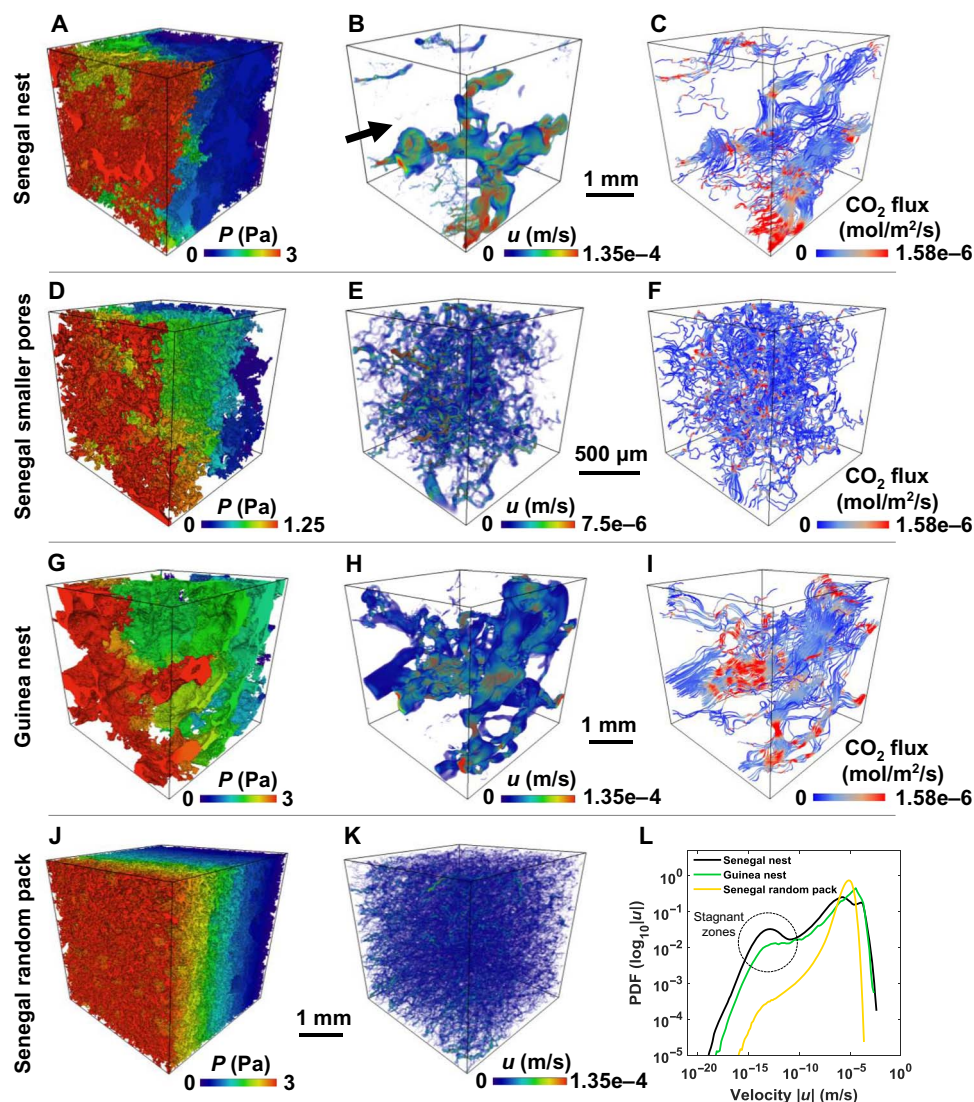 A
B
C
Senegal nest
1 mm
P (Pa)
0 3
u (m/s)
0 1.35e–4
CO₂ flux
(mol/m²/s)
0 1.58e–6
D
E
F
Senegal smaller pores
500 µm
P (Pa)
0 1.25
u (m/s)
0 7.5e–6
CO₂ flux
(mol/m²/s)
0 1.58e–6
G
H
I
Guinea nest
1 mm
P (Pa)
0 3
u (m/s)
0 1.35e–4
CO₂ flux
(mol/m²/s)
0 1.58e–6
J
K
L
Senegal random pack
1 mm
P (Pa)
0 3
u (m/s)
0 1.35e–4
Senegal nest
Guinea nest
Senegal random pack
Stagnant
zones
PDF (log₁₀|u|)
10⁰
10⁻¹
10⁻²
10⁻³
10⁻⁴
10⁻⁵
10⁻²⁰ 10⁻¹⁵ 10⁻¹⁰ 10⁻⁵ 10⁰
Velocity |u| (m/s)